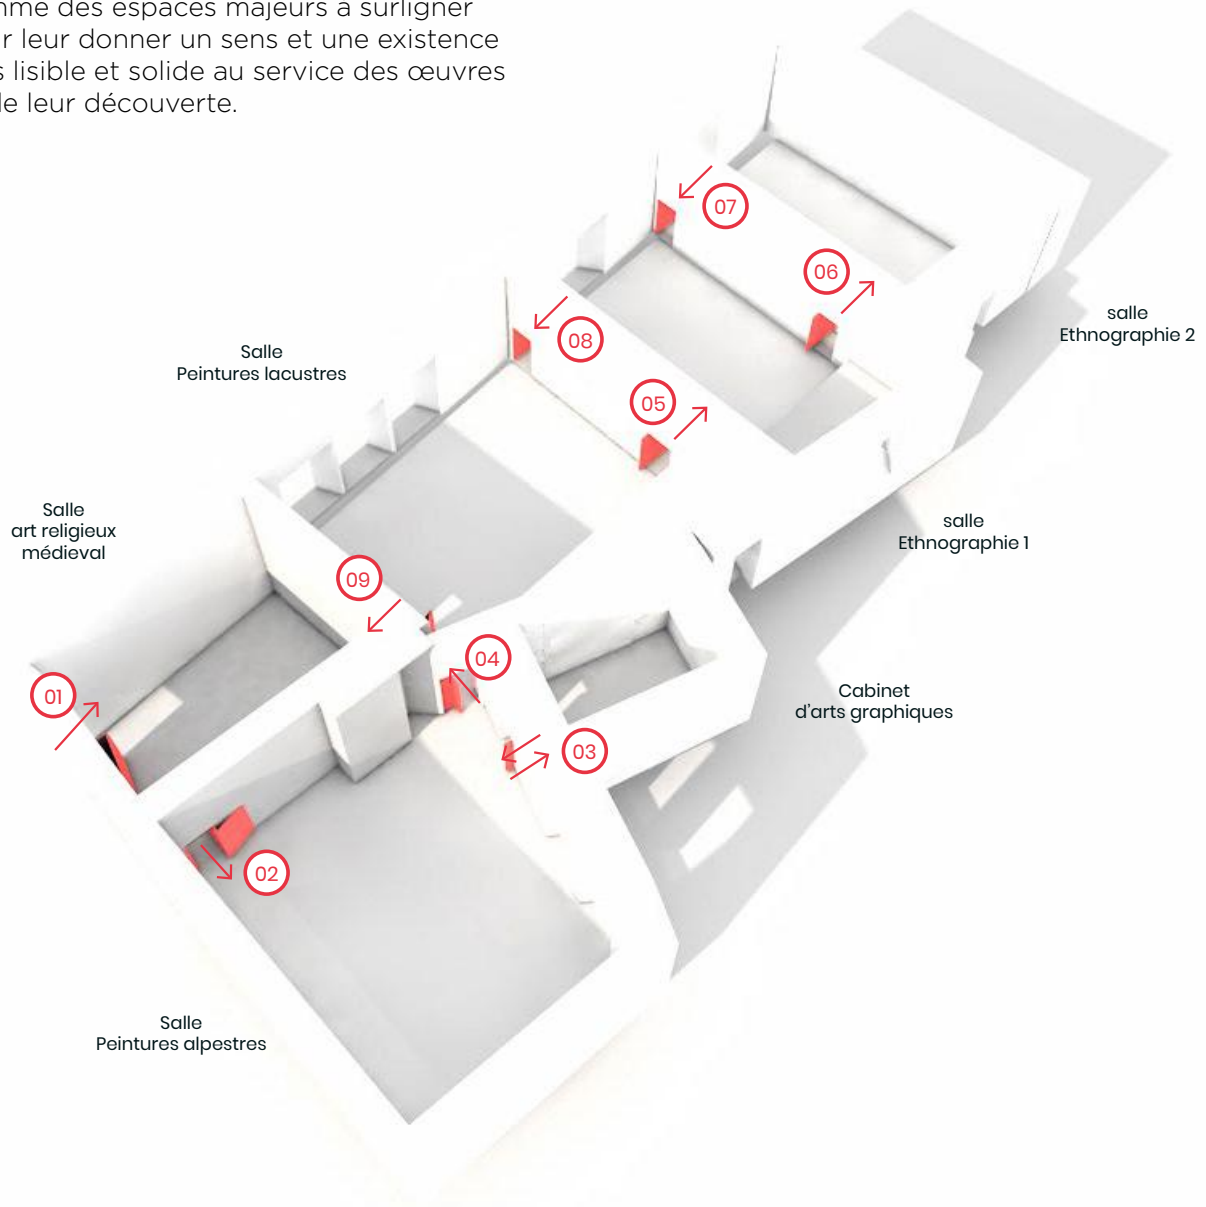 des espaces majeurs à surligner
leur donner un sens et une existence
lisible et solide au service des œuvres
leur découverte.
07
06
salle
Ethnographie 2
08
Salle
Peintures lacustres
05
Salle
art religieux
médieval
salle
Ethnographie 1
09
04
01
Cabinet
d'arts graphiques
03
02
Salle
Peintures alpestres